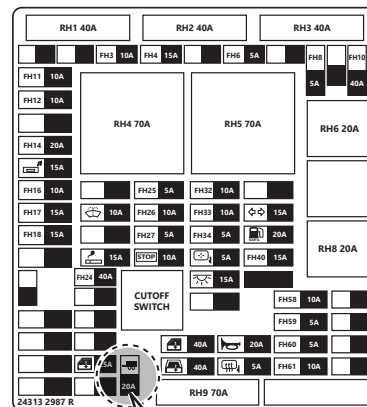 RH1 40A RH2 40A RH3 40A
FH3 10A FH4 15A FH6 5A FH8 5A FH10 40A
FH11 10A
FH12 10A
RH4 70A RH5 70A RH6 20A
FH14 20A
15A
FH16 10A FH25 5A FH32 10A
FH17 15A 10A FH26 10A FH33 10A 15A
FH18 15A FH27 5A FH34 5A 20A
RH8 20A
15A STOP 10A 5A FH40 15A
FH24 40A 15A
CUTOFF
SWITCH
FH58 10A
FH59 5A
40A 20A FH60 5A
25A 40A 5A FH61 10A
20A
RH9 70A
24313 2987 R